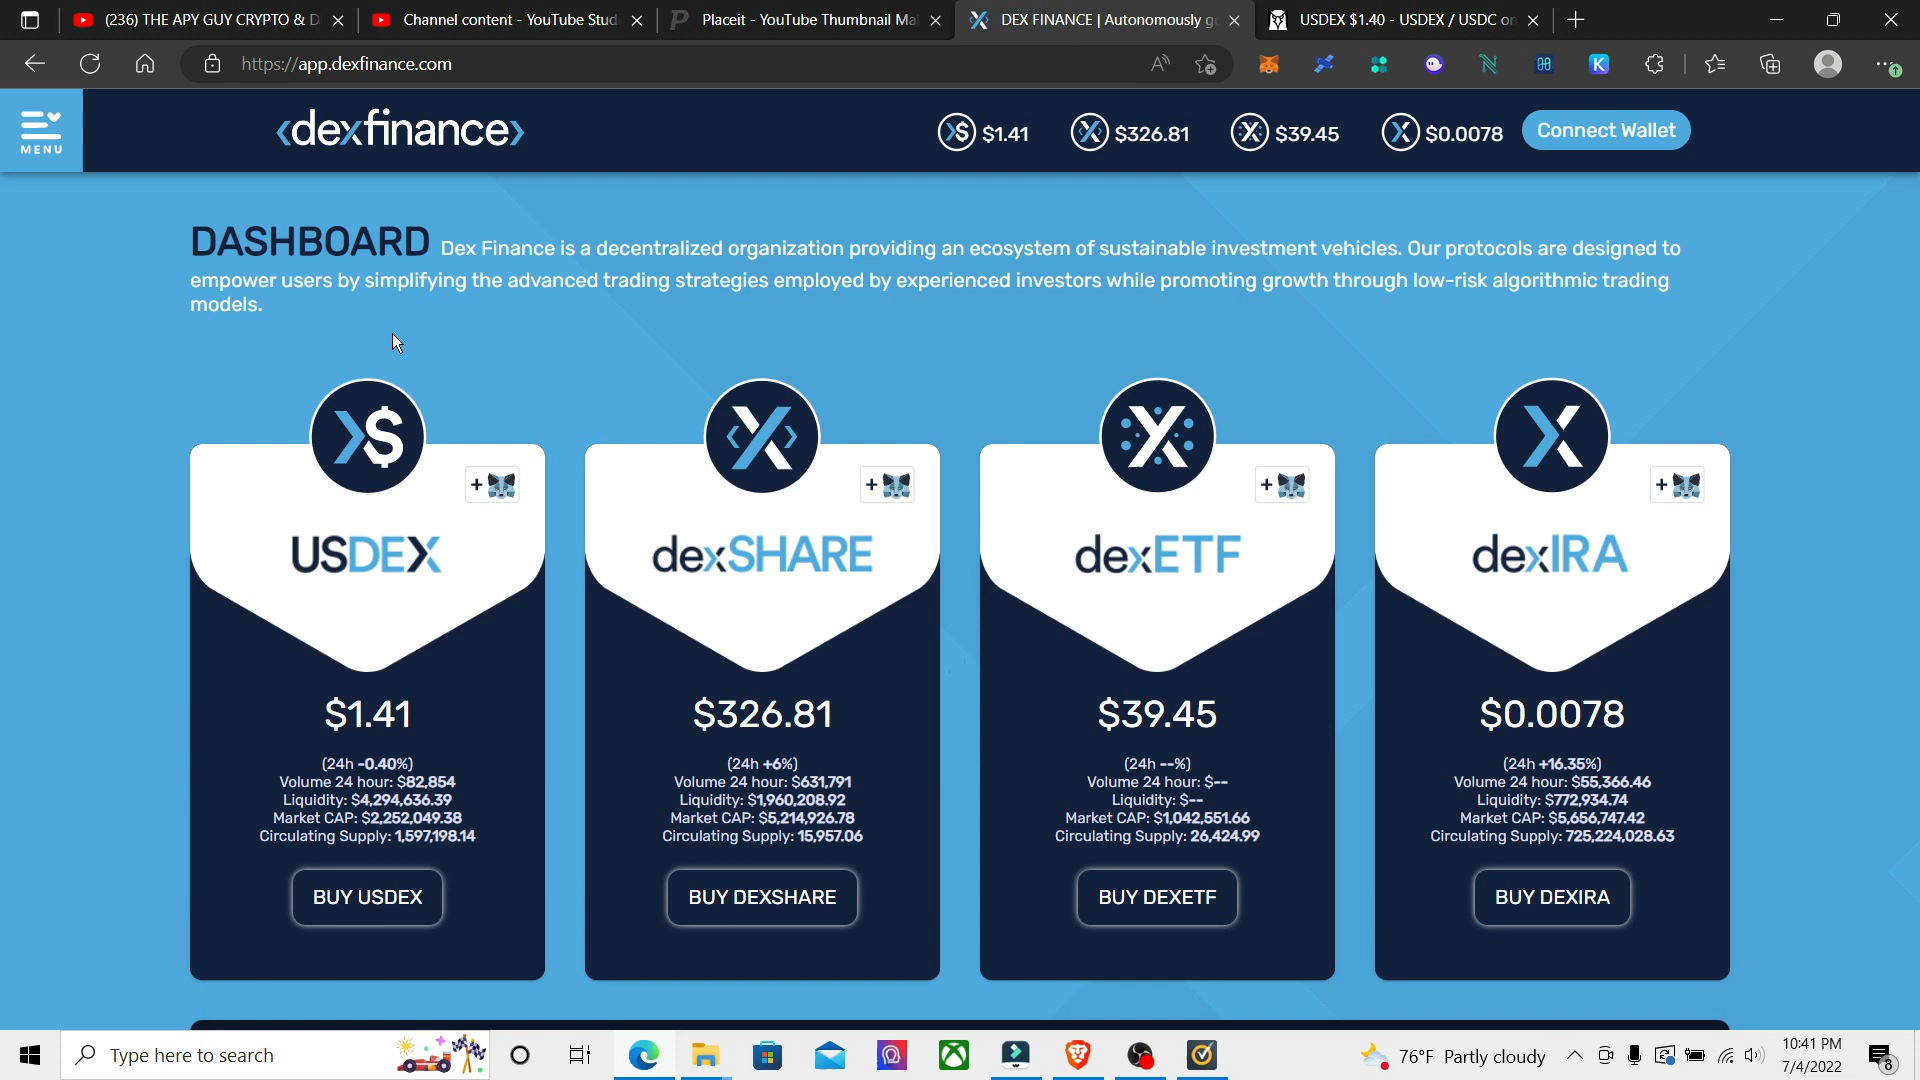 (236) THE APY GUY CRYPTO & D
Channel content - YouTube Stud
Placeit - YouTube Thumbnail Ma
DEX FINANCE | Autonomously g
USDEX $1.40 - USDEX / USDC on
https://app.dexfinance.com
MENU
‹dexfinance›
$1.41
$326.81
$39.45
$0.0078
Connect Wallet
DASHBOARD Dex Finance is a decentralized organization providing an ecosystem of sustainable investment vehicles. Our protocols are designed to
empower users by simplifying the advanced trading strategies employed by experienced investors while promoting growth through low-risk algorithmic trading
models.
+
+
+
+
USDEX
dexSHARE
dexETF
dexIRA
$1.41
(24h -0.40%)
Volume 24 hour: $82,854
Liquidity: $4,294,636.39
Market CAP: $2,252,049.38
Circulating Supply: 1,597,198.14
BUY USDEX
$326.81
(24h +6%)
Volume 24 hour: $631,791
Liquidity: $1,960,208.92
Market CAP: $5,214,926.78
Circulating Supply: 15,957.06
BUY DEXSHARE
$39.45
(24h --%)
Volume 24 hour: $--
Liquidity: $--
Market CAP: $1,042,551.66
Circulating Supply: 26,424.99
BUY DEXETF
$0.0078
(24h +16.35%)
Volume 24 hour: $55,366.46
Liquidity: $772,934.74
Market CAP: $5,656,747.42
Circulating Supply: 725,224,028.63
BUY DEXIRA
Type here to search
76°F Partly cloudy
10:41 PM
7/4/2022
8